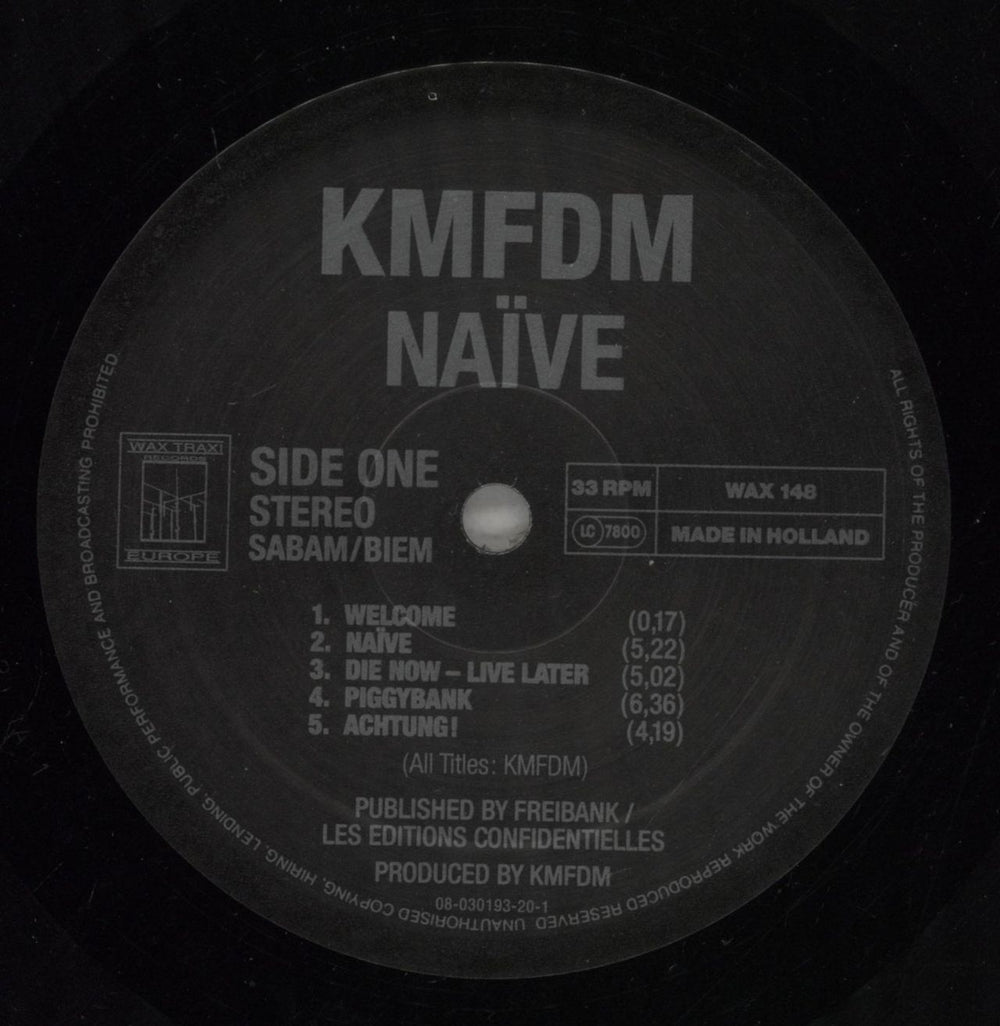 KMFDM
NAÏVE
WAX TRAX!
RECORDS
EUROPE
SIDE ONE
STEREO
SABAM/BIEM
33 RPM
WAX 148
LC 7800
MADE IN HOLLAND
1. WELCOME (0,17)
2. NAÏVE (5,22)
3. DIE NOW – LIVE LATER (5,02)
4. PIGGYBANK (6,36)
5. ACHTUNG! (4,19)
(All Titles: KMFDM)
PUBLISHED BY FREIBANK /
LES EDITIONS CONFIDENTIELLES
PRODUCED BY KMFDM
08-030193-20-1
ALL RIGHTS OF THE PRODUCER AND OF THE OWNER OF THE WORK REPRODUCED RESERVED UNAUTHORISED COPYING, HIRING, LENDING, PUBLIC PERFORMANCE AND BROADCASTING PROHIBITED